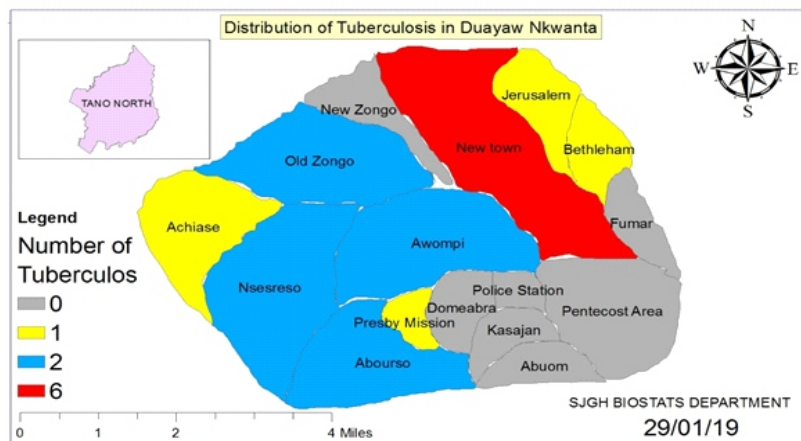 Distribution of Tuberculosis in Duayaw Nkwanta
N
W E
S
TANO NORTH
Jerusalem
New Zongo
New town
Bethleham
Old Zongo
Fumar
Achiase
Awompi
Legend
Number of
Tuberculos
0
1
2
6
Nsesreso
Police Station
Domeabra
Pentecost Area
Presby Mission
Kasajan
Abourso
Abuom
SJGH BIOSTATS DEPARTMENT
29/01/19
0 1 2 4 Miles